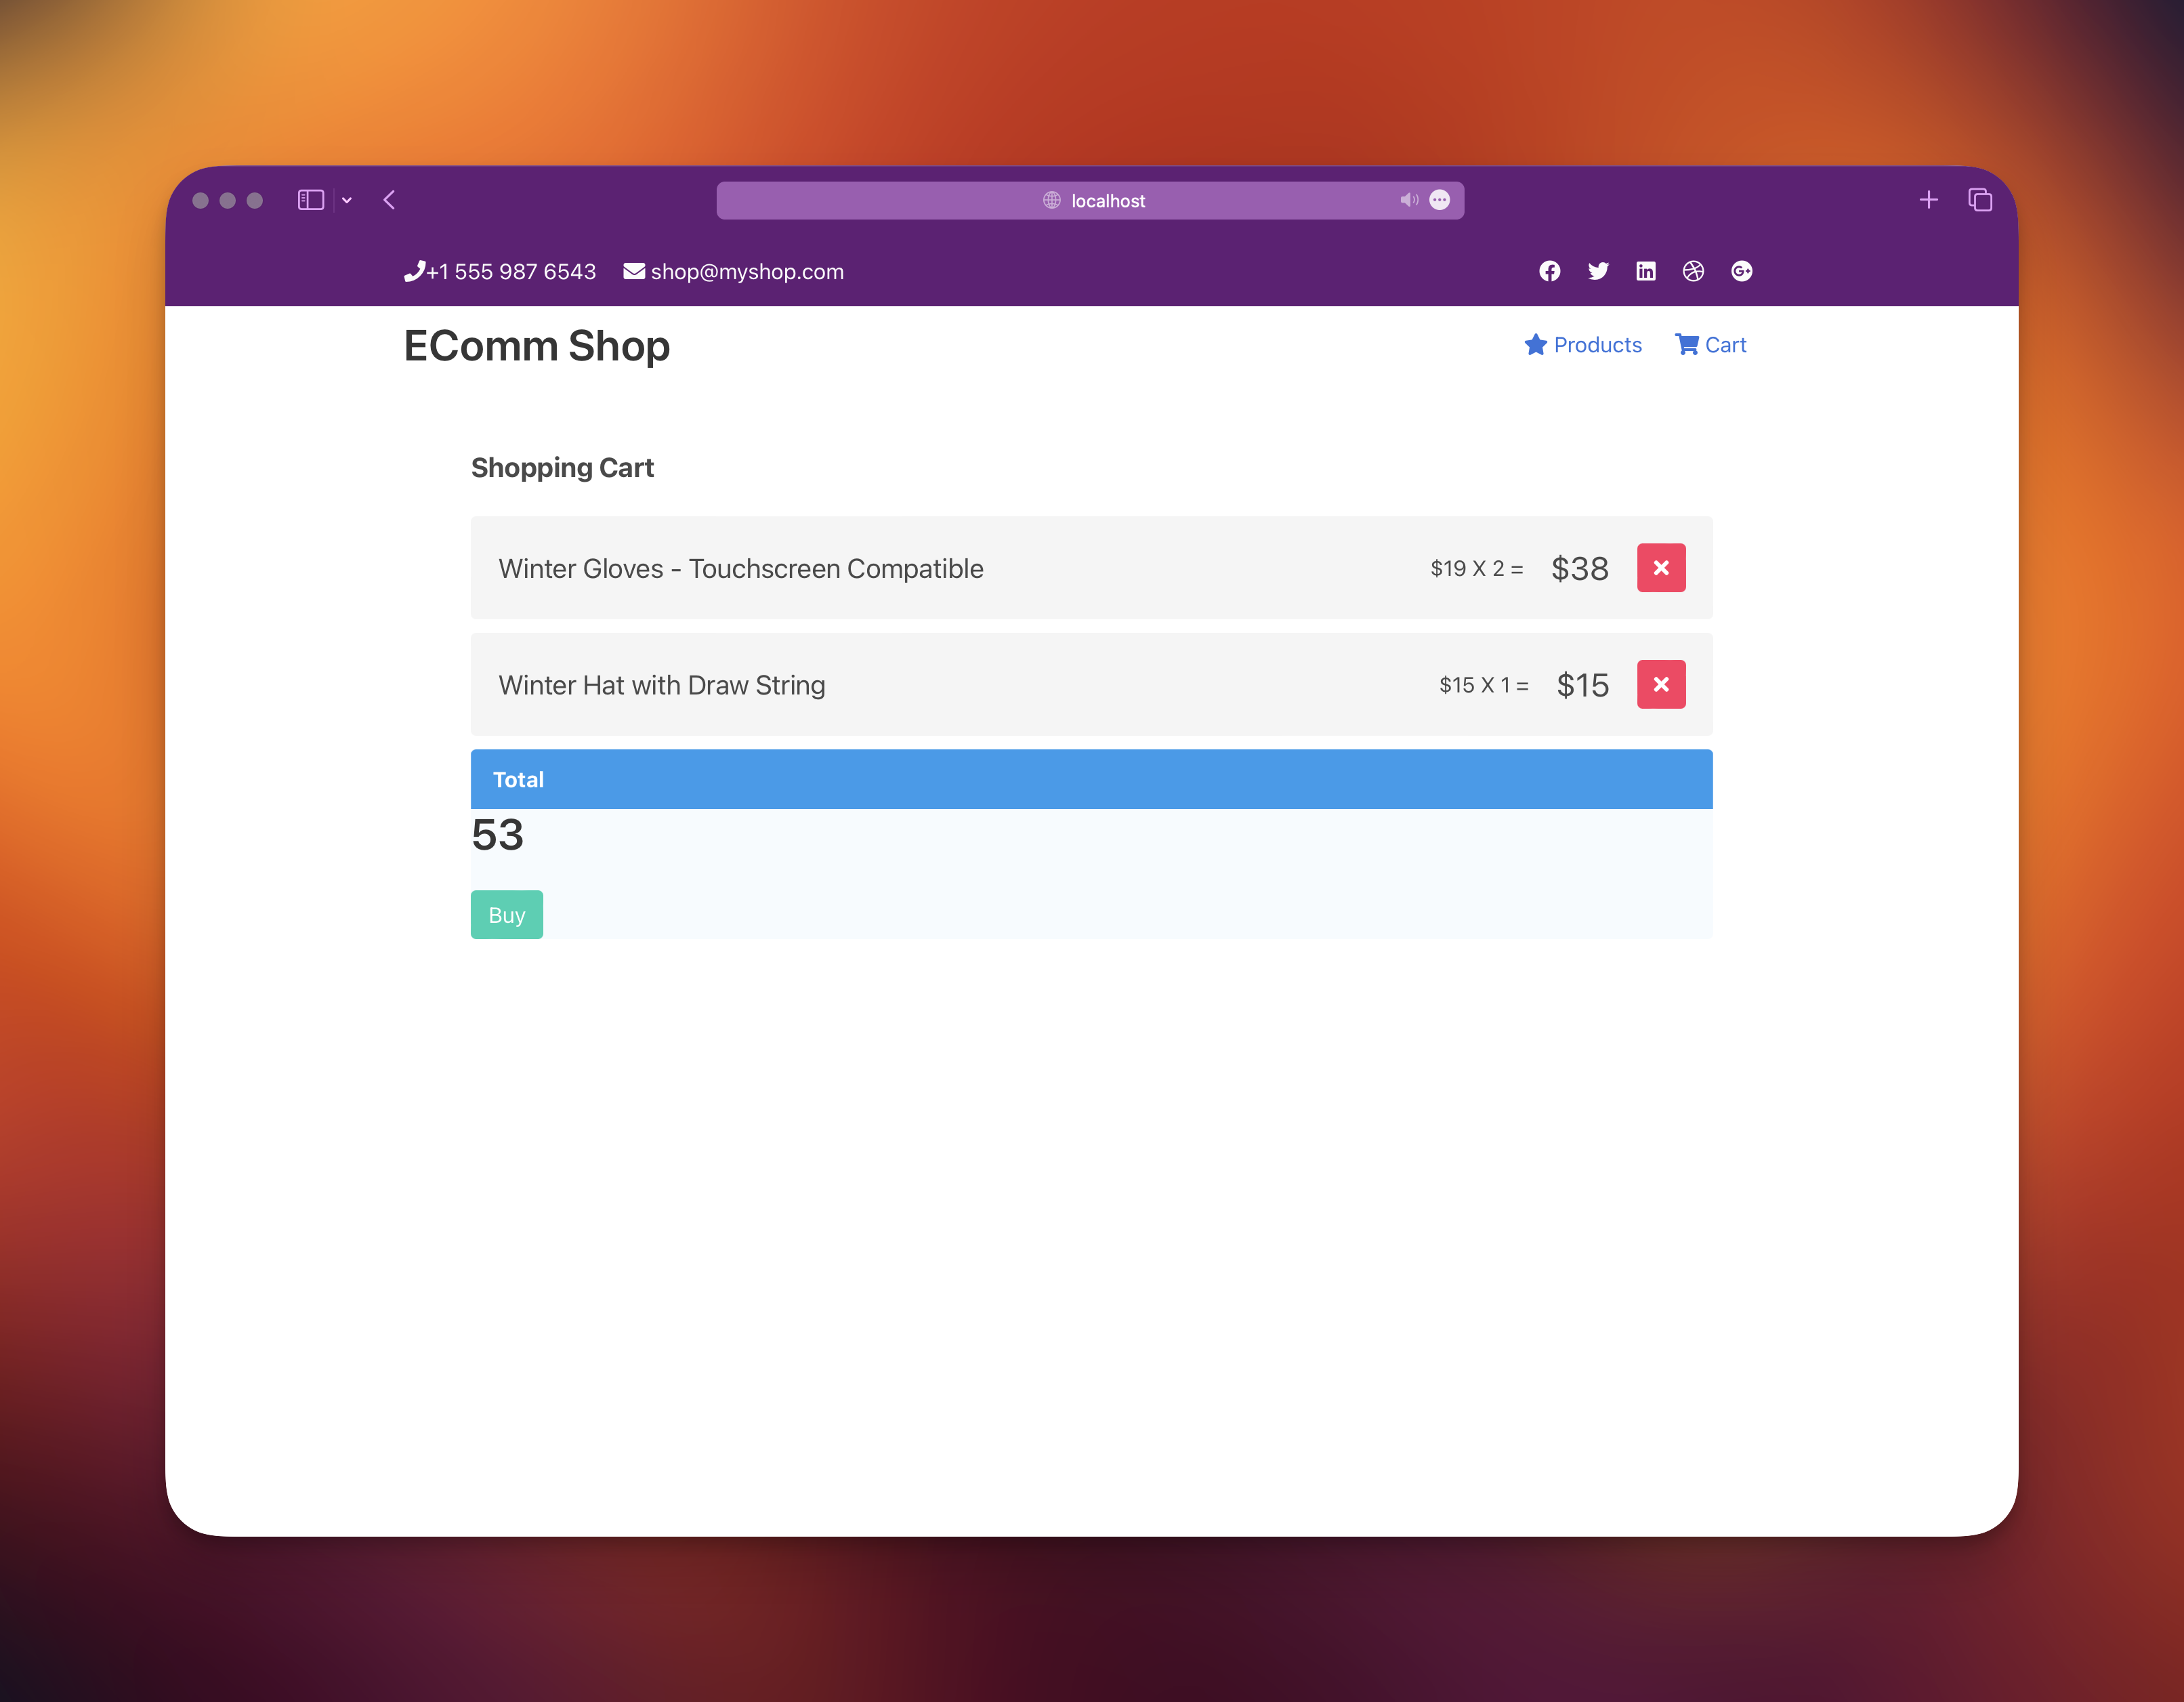 localhost
+1 555 987 6543 shop@myshop.com
EComm Shop Products Cart
Shopping Cart
Winter Gloves - Touchscreen Compatible $19 X 2 = $38
Winter Hat with Draw String $15 X 1 = $15
Total
53
Buy